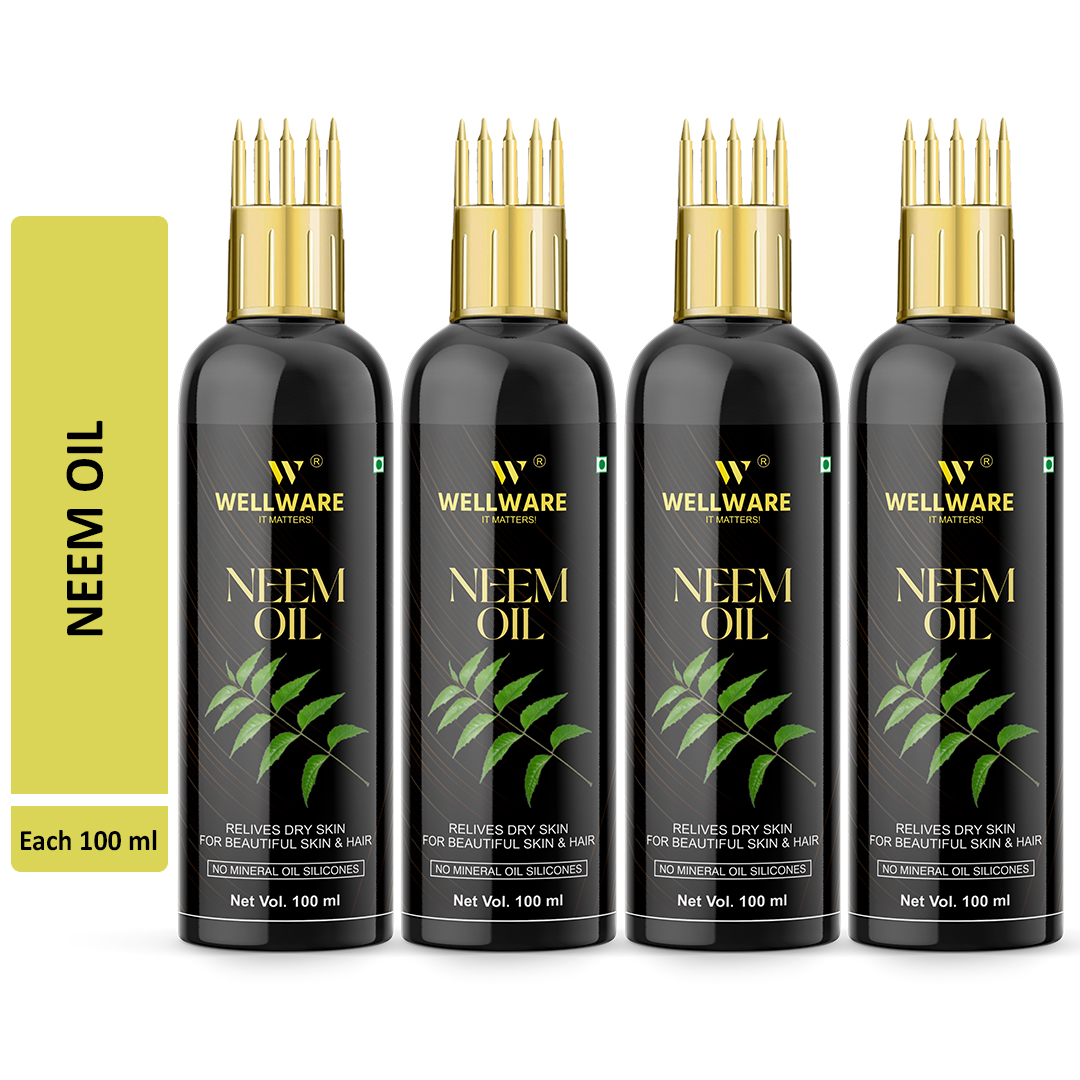 NEEM OIL
Each 100 ml
W®
WELLWARE
IT MATTERS!
NEEM
OIL
RELIVES DRY SKIN
FOR BEAUTIFUL SKIN & HAIR
NO MINERAL OIL SILICONES
Net Vol. 100 ml
W®
WELLWARE
IT MATTERS!
NEEM
OIL
RELIVES DRY SKIN
FOR BEAUTIFUL SKIN & HAIR
NO MINERAL OIL SILICONES
Net Vol. 100 ml
W®
WELLWARE
IT MATTERS!
NEEM
OIL
RELIVES DRY SKIN
FOR BEAUTIFUL SKIN & HAIR
NO MINERAL OIL SILICONES
Net Vol. 100 ml
W®
WELLWARE
IT MATTERS!
NEEM
OIL
RELIVES DRY SKIN
FOR BEAUTIFUL SKIN & HAIR
NO MINERAL OIL SILICONES
Net Vol. 100 ml